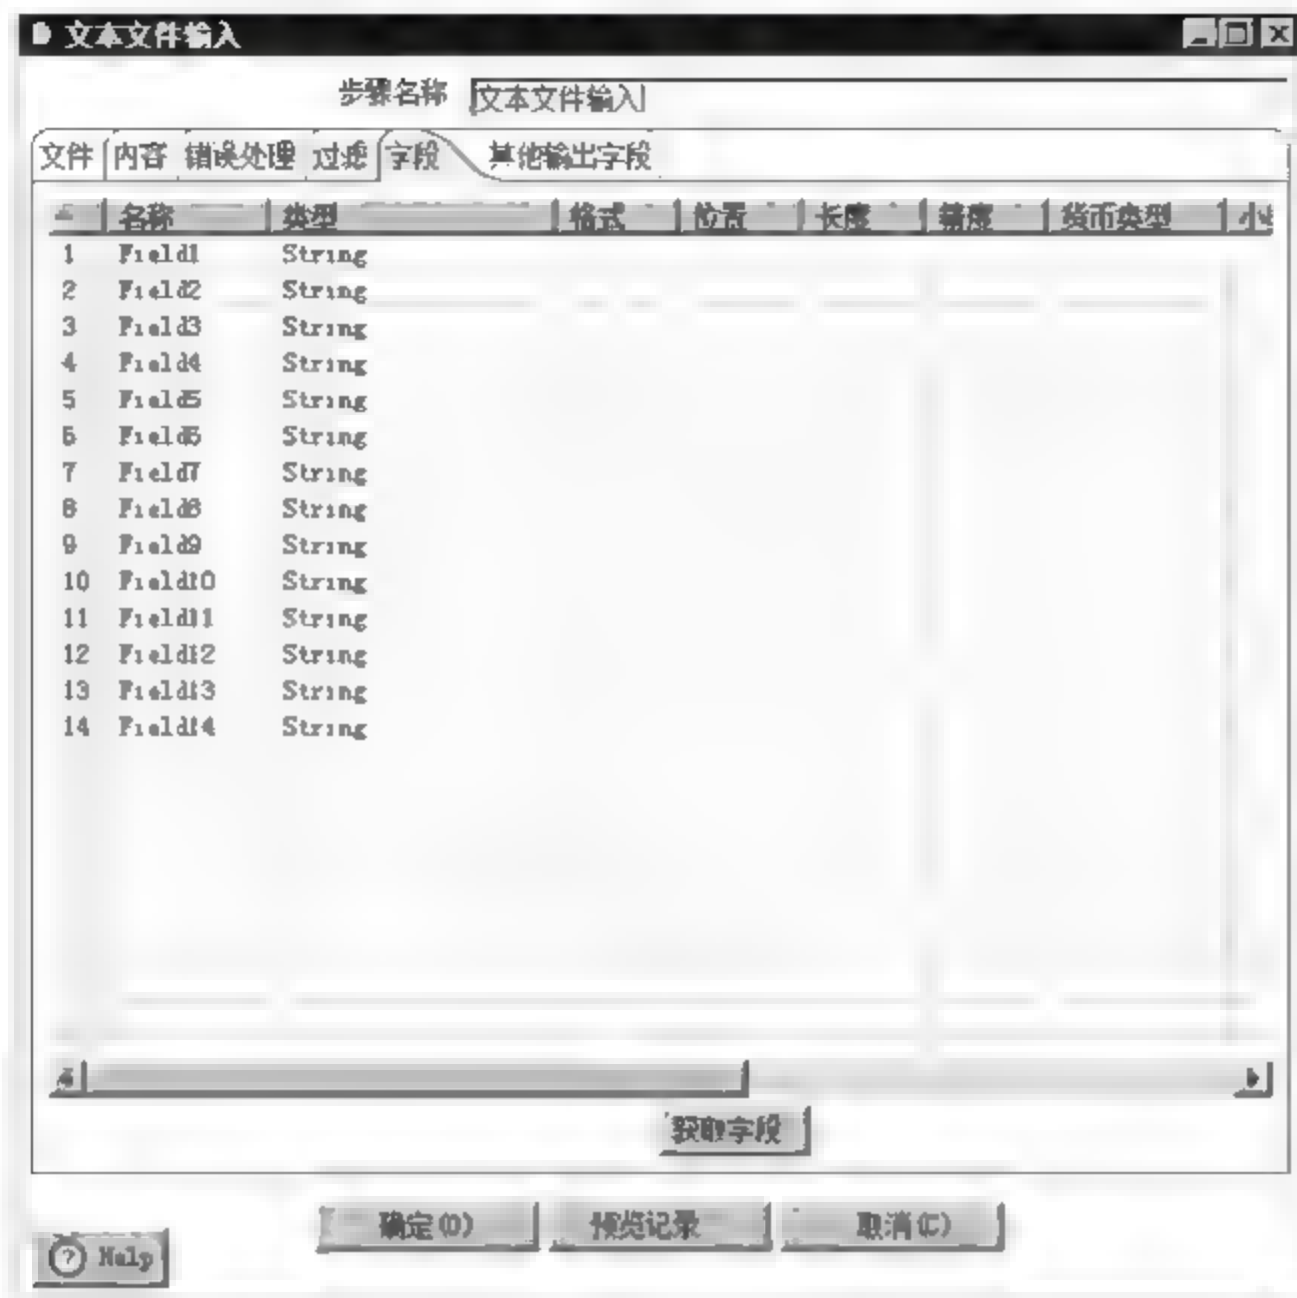 文本文件输入
步骤名称 文本文件输入
文件 内容 错误处理 过滤 字段 其他输出字段
# 名称 类型 格式 位置 长度 精度 货币类型 小
1 Field1 String
2 Field2 String
3 Field3 String
4 Field4 String
5 Field5 String
6 Field6 String
7 Field7 String
8 Field8 String
9 Field9 String
10 Field10 String
11 Field11 String
12 Field12 String
13 Field13 String
14 Field14 String
获取字段
确定(O) 预览记录 取消(C)
Help